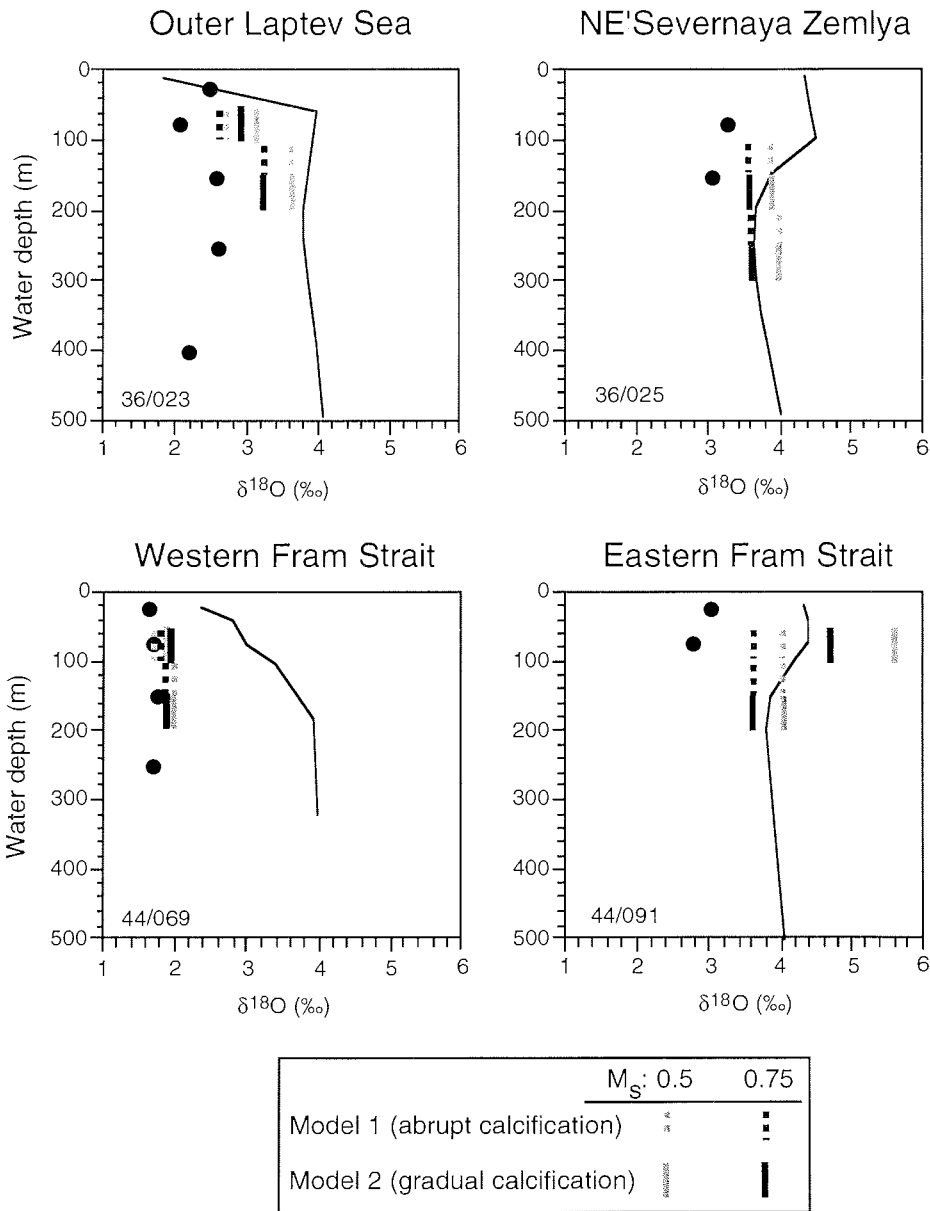 Outer Laptev Sea
NE'Severnaya Zemlya
0
100
200
300
400
500
Water depth (m)
36/023
1 2 3 4 5 6
δ18O (‰)
0
100
200
300
400
500
36/025
1 2 3 4 5 6
δ18O (‰)
Western Fram Strait
Eastern Fram Strait
0
100
200
300
400
500
Water depth (m)
44/069
1 2 3 4 5 6
δ18O (‰)
0
100
200
300
400
500
44/091
1 2 3 4 5 6
δ18O (‰)
MS: 0.5 0.75
Model 1 (abrupt calcification)
Model 2 (gradual calcification)